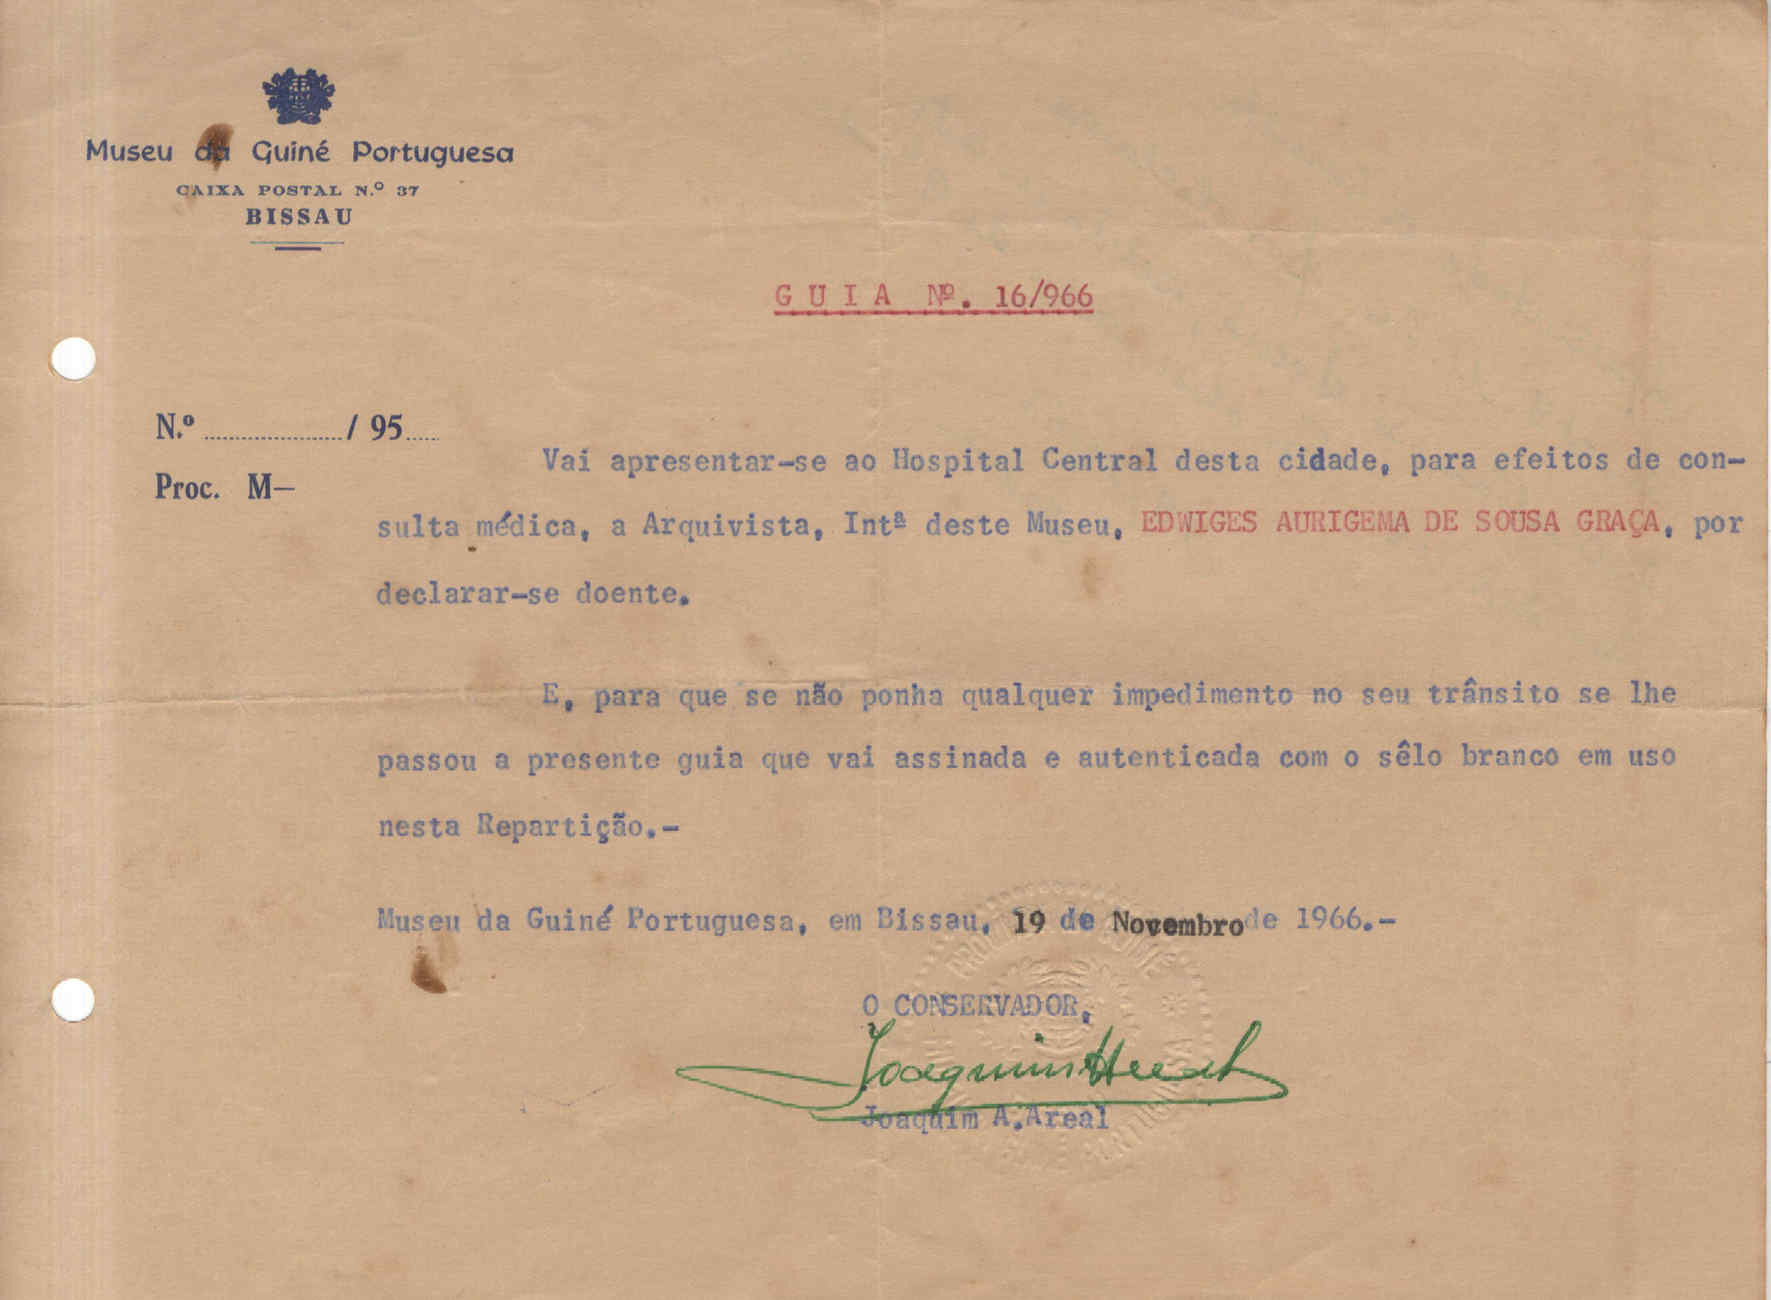 Museu da Guiné Portuguesa
CAIXA POSTAL N.º 37
BISSAU
GUIA Nº. 16/966
N.º ................../ 95.....
Proc. M—
Vai apresentar-se ao Hospital Central desta cidade, para efeitos de con-
sulta médica, a Arquivista, Intª deste Museu, EDWIGES AURIGEMA DE SOUSA GRAÇA, por
declarar-se doente.
E, para que se não ponha qualquer impedimento no seu trânsito se lhe
passou a presente guia que vai assinada e autenticada com o sêlo branco em uso
nesta Repartição.-
Museu da Guiné Portuguesa, em Bissau, 19 de Novembro de 1966.-
O CONSERVADOR,
Joaquim A. Areal
Joaquim A.Areal